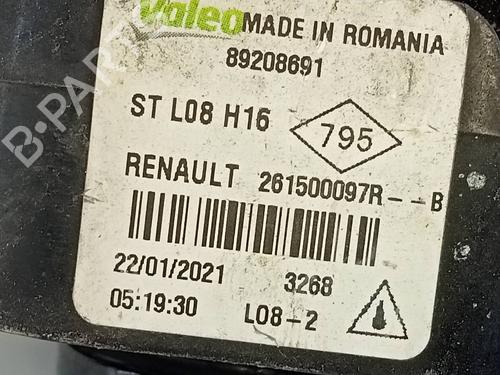 Valeo MADE IN ROMANIA
89208691
ST L08 H16 795
RENAULT 261500097R--B
22/01/2021 3268
05:19:30 L08-2
B-PARTS